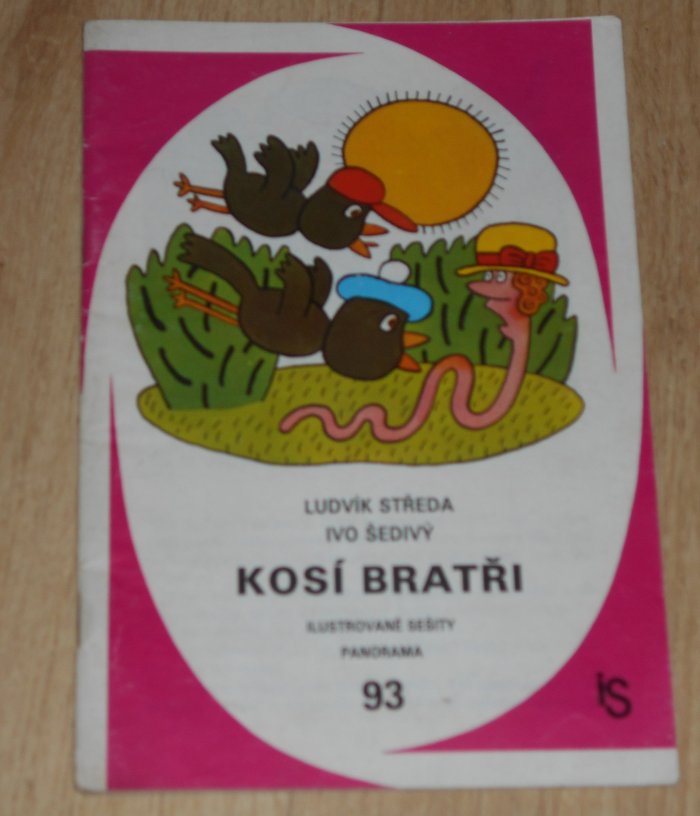 LUDVÍK STŘEDA
IVO ŠEDIVÝ
KOSÍ BRATŘI
ILUSTROVANÉ SEŠITY
PANORAMA
93
iS